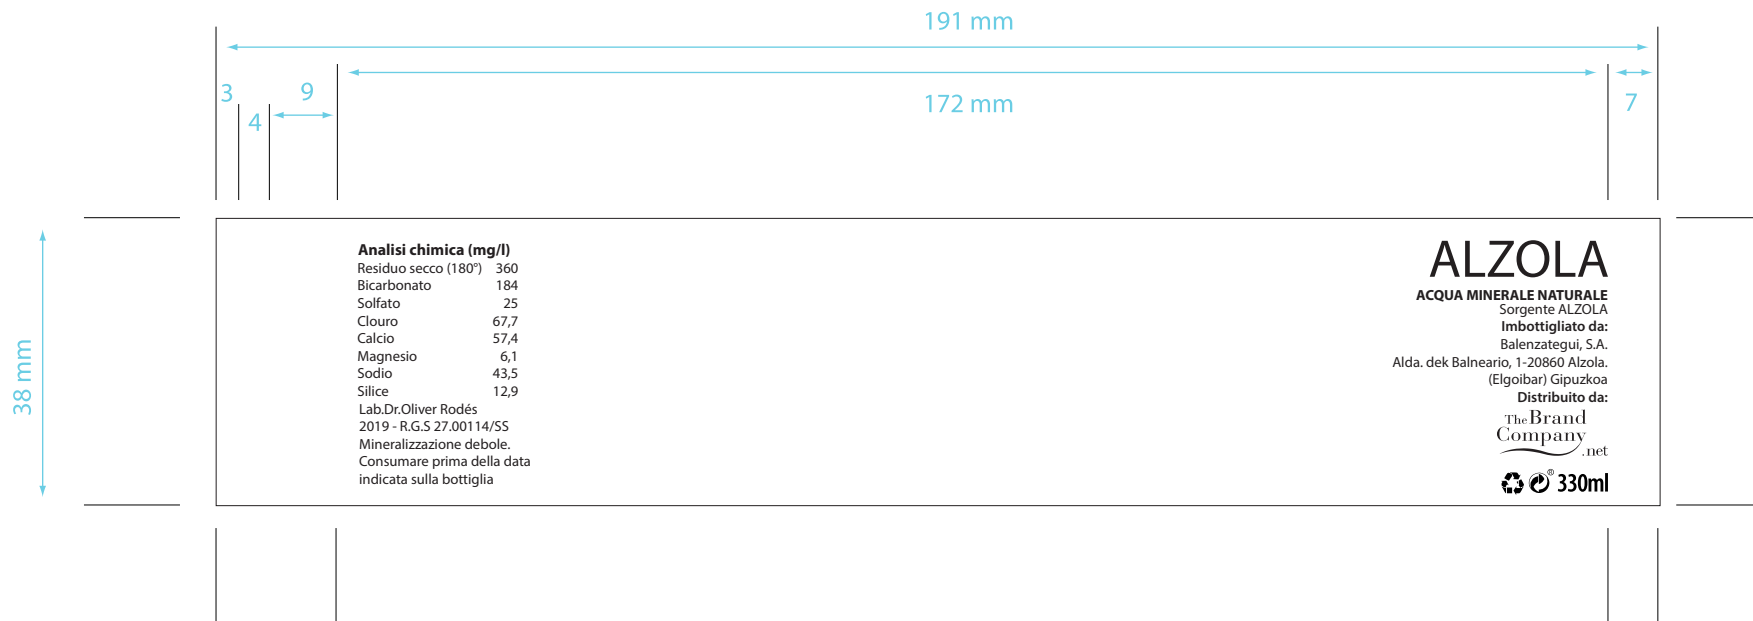 191 mm
3
4
9
172 mm
7
38 mm
Analisi chimica (mg/l)
Residuo secco (180°) 360
Bicarbonato 184
Solfato 25
Clouro 67,7
Calcio 57,4
Magnesio 6,1
Sodio 43,5
Silice 12,9
Lab.Dr.Oliver Rodés
2019 - R.G.S 27.00114/SS
Mineralizzazione debole.
Consumare prima della data
indicata sulla bottiglia
ALZOLA
ACQUA MINERALE NATURALE
Sorgente ALZOLA
Imbottigliato da:
Balenzategui, S.A.
Alda. dek Balneario, 1-20860 Alzola.
(Elgoibar) Gipuzkoa
Distribuito da:
The Brand
Company
.net
® 330ml